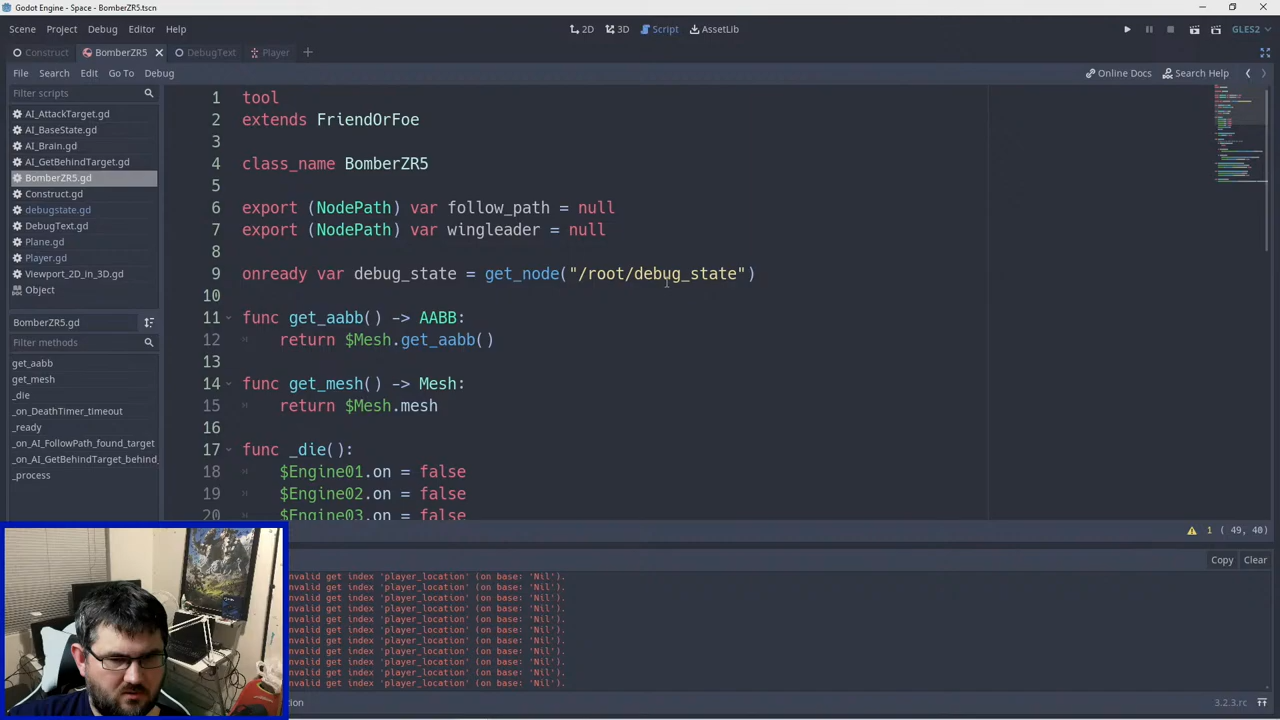 Godot Engine - Space - BomberZR5.tscn
Scene Project Debug Editor Help
2D 3D Script AssetLib
GLES2
Construct BomberZR5 DebugText Player
File Search Edit Go To Debug
Online Docs Search Help
Filter scripts
AI_AttackTarget.gd
AI_BaseState.gd
AI_Brain.gd
AI_GetBehindTarget.gd
BomberZR5.gd
Construct.gd
debugstate.gd
DebugText.gd
Plane.gd
Player.gd
Viewport_2D_in_3D.gd
Object
BomberZR5.gd
Filter methods
get_aabb
get_mesh
_die
_on_DeathTimer_timeout
_ready
_on_AI_FollowPath_found_target
_on_AI_GetBehindTarget_behind_
_process
1 tool
2 extends FriendOrFoe
3
4 class_name BomberZR5
5
6 export (NodePath) var follow_path = null
7 export (NodePath) var wingleader = null
8
9 onready var debug_state = get_node("/root/debug_state")
10
11 func get_aabb() -> AABB:
12 return $Mesh.get_aabb()
13
14 func get_mesh() -> Mesh:
15 return $Mesh.mesh
16
17 func _die():
18 $Engine01.on = false
19 $Engine02.on = false
20 $Engine03.on = false
1 ( 49, 40)
Copy Clear
nvalid get index 'player_location' (on base: 'Nil').
nvalid get index 'player_location' (on base: 'Nil').
nvalid get index 'player_location' (on base: 'Nil').
nvalid get index 'player_location' (on base: 'Nil').
nvalid get index 'player_location' (on base: 'Nil').
nvalid get index 'player_location' (on base: 'Nil').
nvalid get index 'player_location' (on base: 'Nil').
nvalid get index 'player_location' (on base: 'Nil').
nvalid get index 'player_location' (on base: 'Nil').
nvalid get index 'player_location' (on base: 'Nil').
nvalid get index 'player_location' (on base: 'Nil').
tion
3.2.3.rc